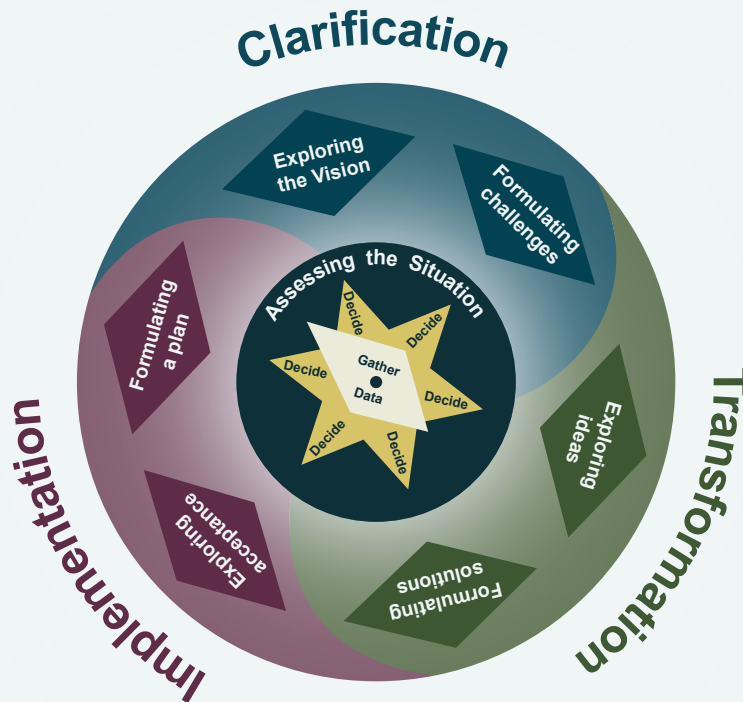 Clarification
Exploring
the Vision
Formulating
challenges
Transformation
Exploring
ideas
Formulating
solutions
Implementation
Exploring
acceptance
Formulating
a plan
Assessing the Situation
Decide
Decide
Decide
Decide
Decide
Decide
Gather
Data